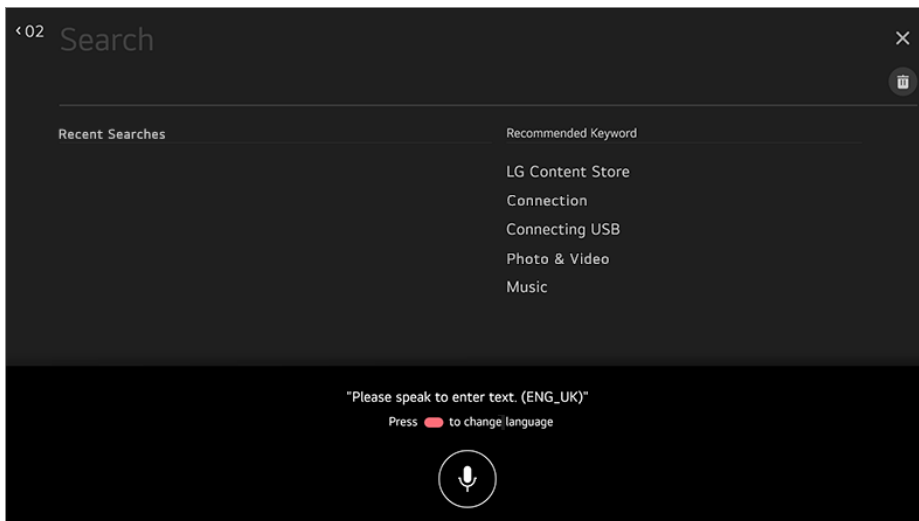 ‹02
Search
Recent Searches
Recommended Keyword
LG Content Store
Connection
Connecting USB
Photo & Video
Music
"Please speak to enter text. (ENG_UK)"
Press to change language